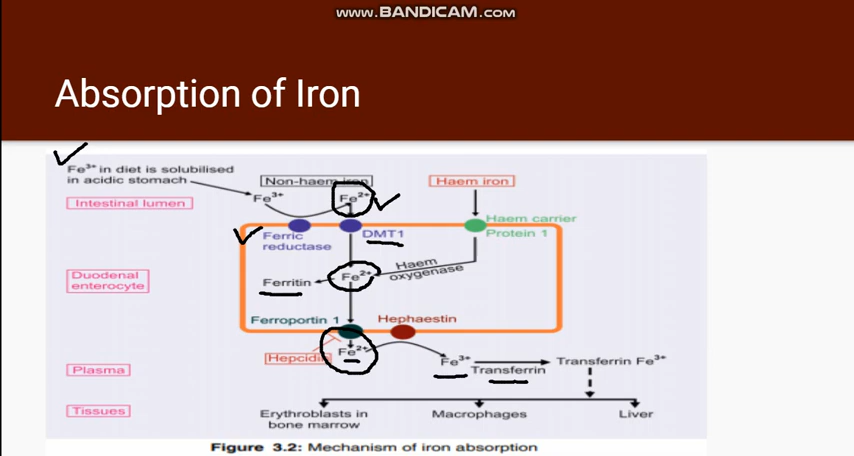 www.BANDICAM.com
Absorption of Iron
Fe³⁺ in diet is solubilised
in acidic stomach
Non-haem iron
Haem iron
Fe³⁺
Fe²⁺
Intestinal lumen
Haem carrier
Protein 1
Ferric
reductase
DMT1
Duodenal
enterocyte
Ferritin
Fe²⁺
Haem
oxygenase
Ferroportin 1
Hephaestin
Hepcidin
Fe²⁺
Fe³⁺
Transferrin
Transferrin Fe³⁺
Plasma
Tissues
Erythroblasts in
bone marrow
Macrophages
Liver
Figure 3.2: Mechanism of iron absorption